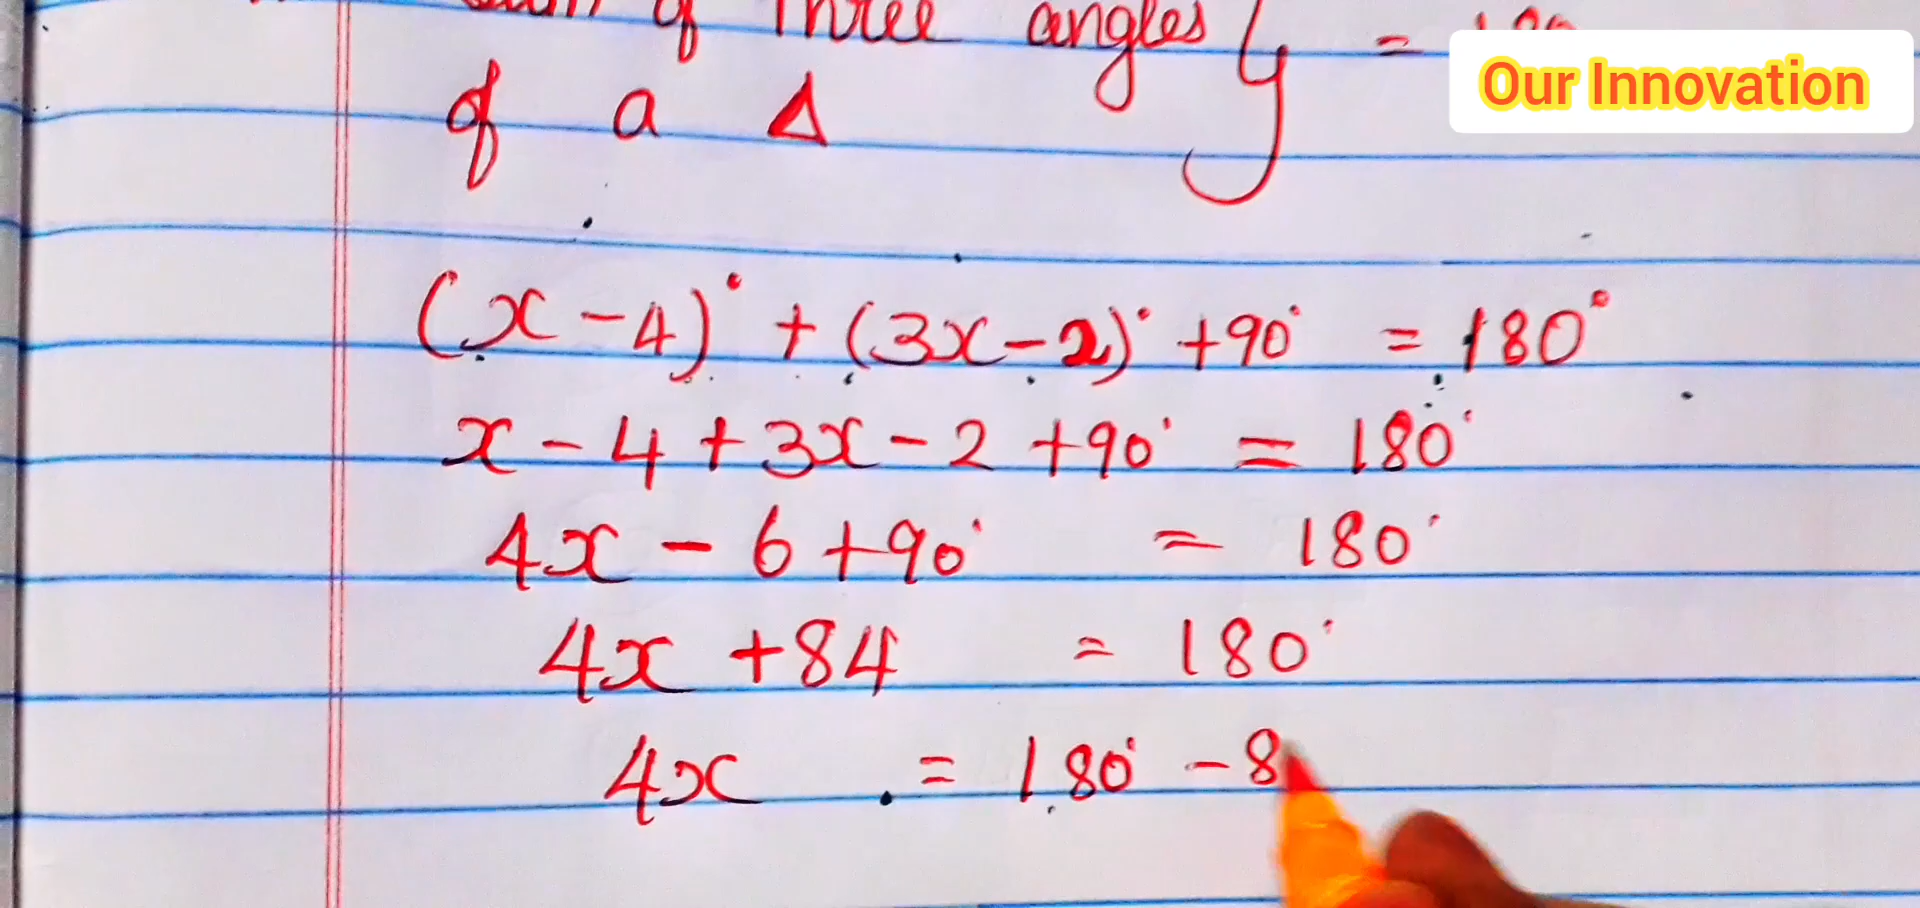 of three angles } =
of a Δ
Our Innovation
(x - 4)° + (3x - 2)° + 90° = 180°
x - 4 + 3x - 2 + 90° = 180°
4x - 6 + 90° = 180°
4x + 84 = 180°
4x = 180° - 8